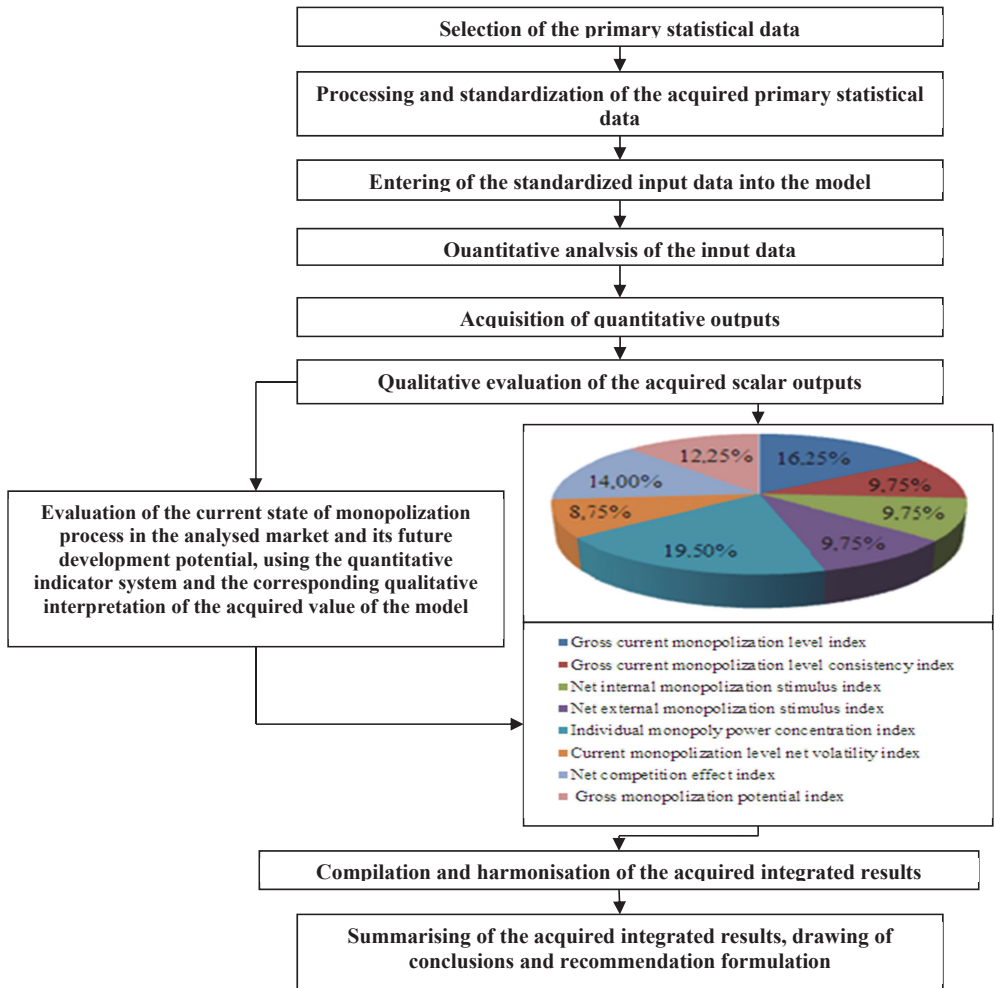 Selection of the primary statistical data
Processing and standardization of the acquired primary statistical
data
Entering of the standardized input data into the model
Quantitative analysis of the input data
Acquisition of quantitative outputs
Qualitative evaluation of the acquired scalar outputs
Evaluation of the current state of monopolization
process in the analysed market and its future
development potential, using the quantitative
indicator system and the corresponding qualitative
interpretation of the acquired value of the model
12,25%
16,25%
14,00%
9,75%
8,75%
9,75%
19,50%
9,75%
Gross current monopolization level index
Gross current monopolization level consistency index
Net internal monopolization stimulus index
Net external monopolization stimulus index
Individual monopoly power concentration index
Current monopolization level net volatility index
Net competition effect index
Gross monopolization potential index
Compilation and harmonisation of the acquired integrated results
Summarising of the acquired integrated results, drawing of
conclusions and recommendation formulation